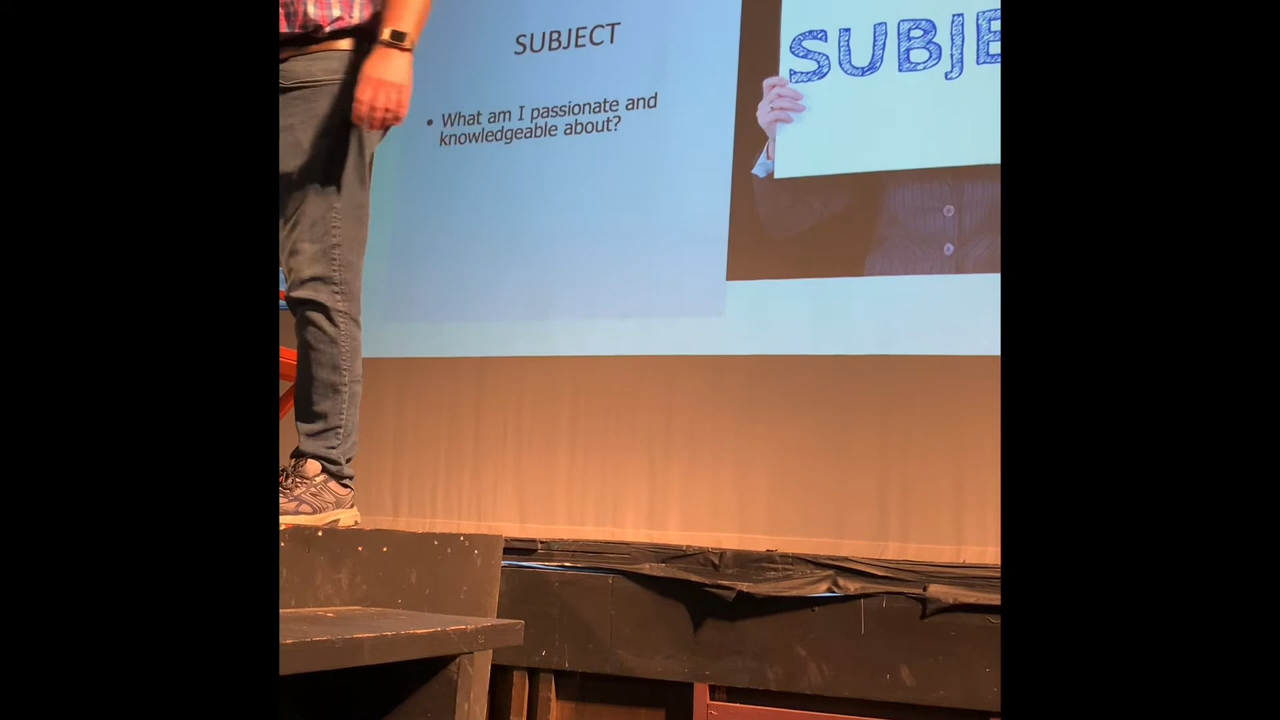 SUBJECT
• What am I passionate and
knowledgeable about?
SUBJE
N